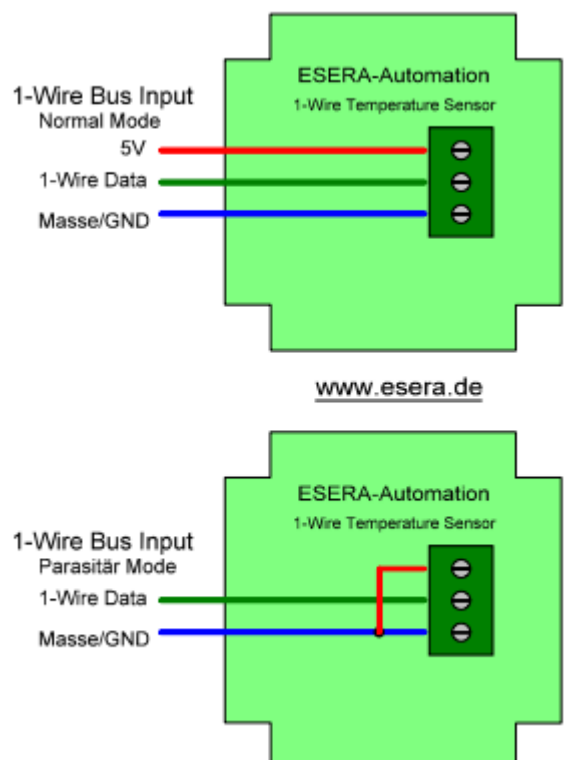 ESERA-Automation
1-Wire Temperature Sensor
1-Wire Bus Input
Normal Mode
5V
1-Wire Data
Masse/GND
www.esera.de
ESERA-Automation
1-Wire Temperature Sensor
1-Wire Bus Input
Parasitär Mode
1-Wire Data
Masse/GND